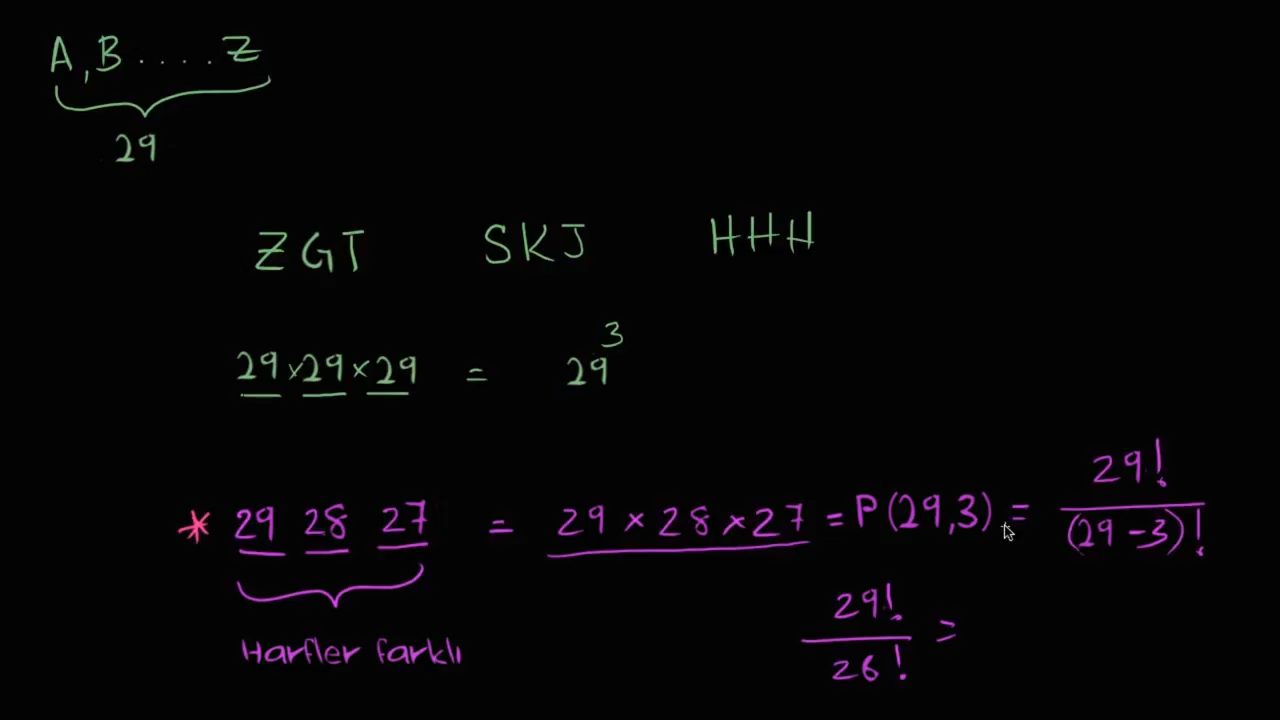 A, B ..... Z
29
ZGT SKJ HHH
29 × 29 × 29 = 29³
* 29 28 27 = 29 × 28 × 27 = P(29,3) = 29! / (29-3)!
Harfler farklı
29! / 26! =